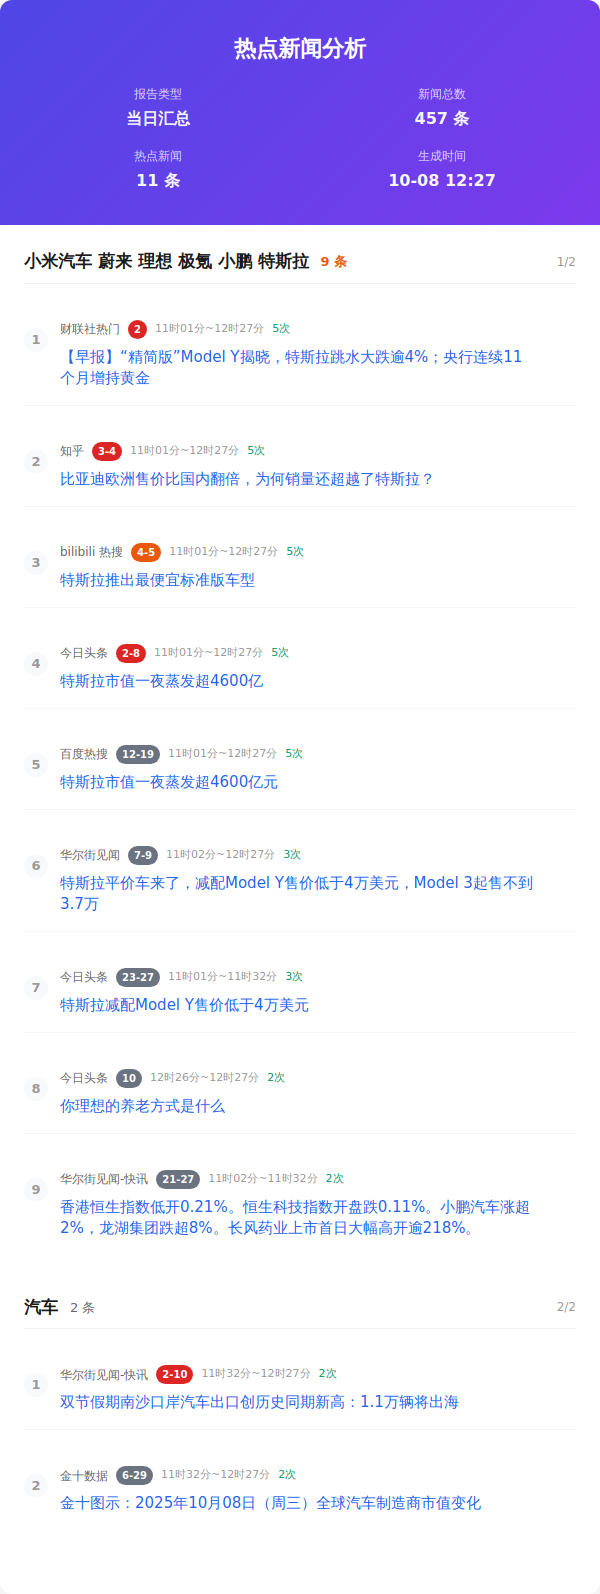 热点新闻分析
报告类型
当日汇总
新闻总数
457 条
热点新闻
11 条
生成时间
10-08 12:27
小米汽车 蔚来 理想 极氪 小鹏 特斯拉 9 条 1/2
1
财联社热门 2 11时01分~12时27分 5次
【早报】“精简版”Model Y揭晓，特斯拉跳水大跌逾4%；央行连续11
个月增持黄金
2
知乎 3-4 11时01分~12时27分 5次
比亚迪欧洲售价比国内翻倍，为何销量还超越了特斯拉？
3
bilibili 热搜 4-5 11时01分~12时27分 5次
特斯拉推出最便宜标准版车型
4
今日头条 2-8 11时01分~12时27分 5次
特斯拉市值一夜蒸发超4600亿
5
百度热搜 12-19 11时01分~12时27分 5次
特斯拉市值一夜蒸发超4600亿元
6
华尔街见闻 7-9 11时02分~12时27分 3次
特斯拉平价车来了，减配Model Y售价低于4万美元，Model 3起售不到
3.7万
7
今日头条 23-27 11时01分~11时32分 3次
特斯拉减配Model Y售价低于4万美元
8
今日头条 10 12时26分~12时27分 2次
你理想的养老方式是什么
9
华尔街见闻-快讯 21-27 11时02分~11时32分 2次
香港恒生指数低开0.21%。恒生科技指数开盘跌0.11%。小鹏汽车涨超
2%，龙湖集团跌超8%。长风药业上市首日大幅高开逾218%。
汽车 2 条 2/2
1
华尔街见闻-快讯 2-10 11时32分~12时27分 2次
双节假期南沙口岸汽车出口创历史同期新高：1.1万辆将出海
2
金十数据 6-29 11时32分~12时27分 2次
金十图示：2025年10月08日（周三）全球汽车制造商市值变化